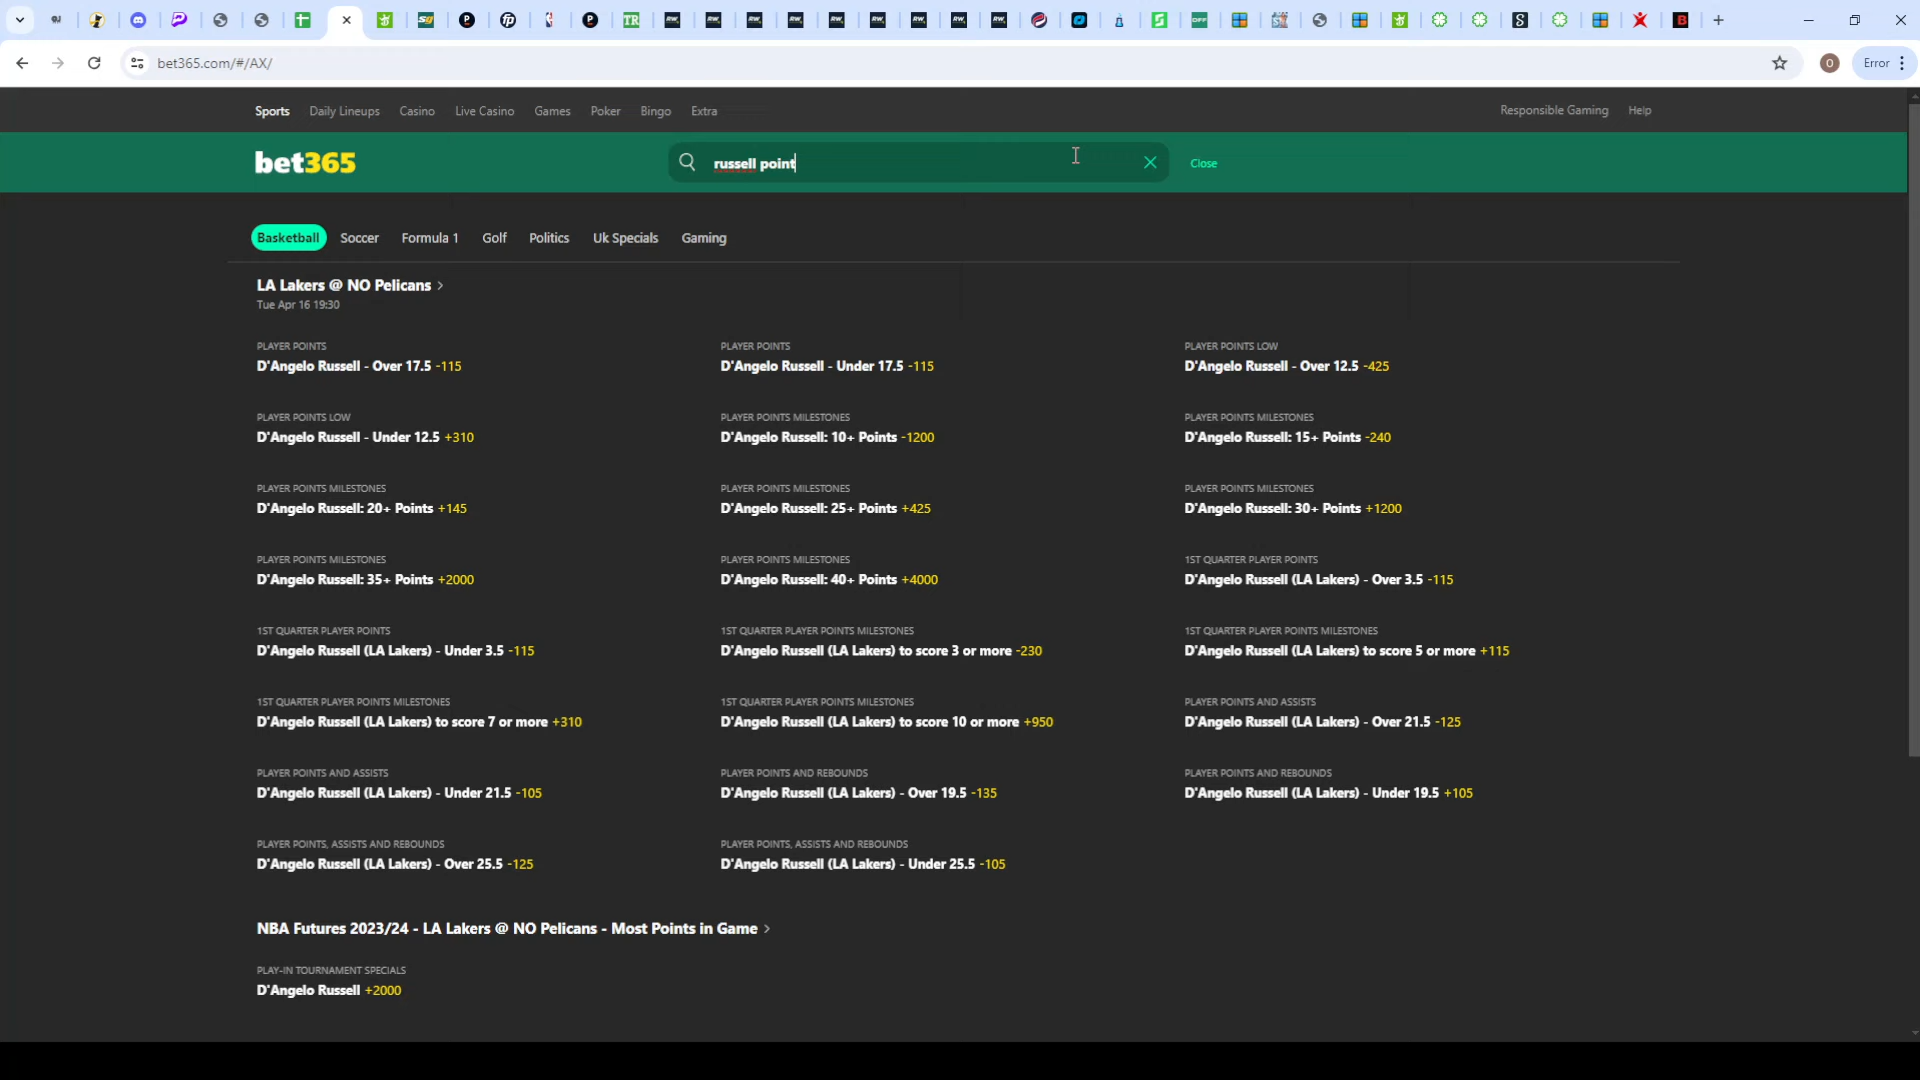 bet365.com/#/AX/
Error
Sports Daily Lineups Casino Live Casino Games Poker Bingo Extra Responsible Gaming Help
bet365 russell point Close
Basketball Soccer Formula 1 Golf Politics Uk Specials Gaming
LA Lakers @ NO Pelicans >
Tue Apr 16 19:30
PLAYER POINTS PLAYER POINTS PLAYER POINTS LOW
D'Angelo Russell - Over 17.5 -115 D'Angelo Russell - Under 17.5 -115 D'Angelo Russell - Over 12.5 -425
PLAYER POINTS LOW PLAYER POINTS MILESTONES PLAYER POINTS MILESTONES
D'Angelo Russell - Under 12.5 +310 D'Angelo Russell: 10+ Points -1200 D'Angelo Russell: 15+ Points -240
PLAYER POINTS MILESTONES PLAYER POINTS MILESTONES PLAYER POINTS MILESTONES
D'Angelo Russell: 20+ Points +145 D'Angelo Russell: 25+ Points +425 D'Angelo Russell: 30+ Points +1200
PLAYER POINTS MILESTONES PLAYER POINTS MILESTONES 1ST QUARTER PLAYER POINTS
D'Angelo Russell: 35+ Points +2000 D'Angelo Russell: 40+ Points +4000 D'Angelo Russell (LA Lakers) - Over 3.5 -115
1ST QUARTER PLAYER POINTS 1ST QUARTER PLAYER POINTS MILESTONES 1ST QUARTER PLAYER POINTS MILESTONES
D'Angelo Russell (LA Lakers) - Under 3.5 -115 D'Angelo Russell (LA Lakers) to score 3 or more -230 D'Angelo Russell (LA Lakers) to score 5 or more +115
1ST QUARTER PLAYER POINTS MILESTONES 1ST QUARTER PLAYER POINTS MILESTONES PLAYER POINTS AND ASSISTS
D'Angelo Russell (LA Lakers) to score 7 or more +310 D'Angelo Russell (LA Lakers) to score 10 or more +950 D'Angelo Russell (LA Lakers) - Over 21.5 -125
PLAYER POINTS AND ASSISTS PLAYER POINTS AND REBOUNDS PLAYER POINTS AND REBOUNDS
D'Angelo Russell (LA Lakers) - Under 21.5 -105 D'Angelo Russell (LA Lakers) - Over 19.5 -135 D'Angelo Russell (LA Lakers) - Under 19.5 +105
PLAYER POINTS, ASSISTS AND REBOUNDS PLAYER POINTS, ASSISTS AND REBOUNDS
D'Angelo Russell (LA Lakers) - Over 25.5 -125 D'Angelo Russell (LA Lakers) - Under 25.5 -105
NBA Futures 2023/24 - LA Lakers @ NO Pelicans - Most Points in Game >
PLAY-IN TOURNAMENT SPECIALS
D'Angelo Russell +2000